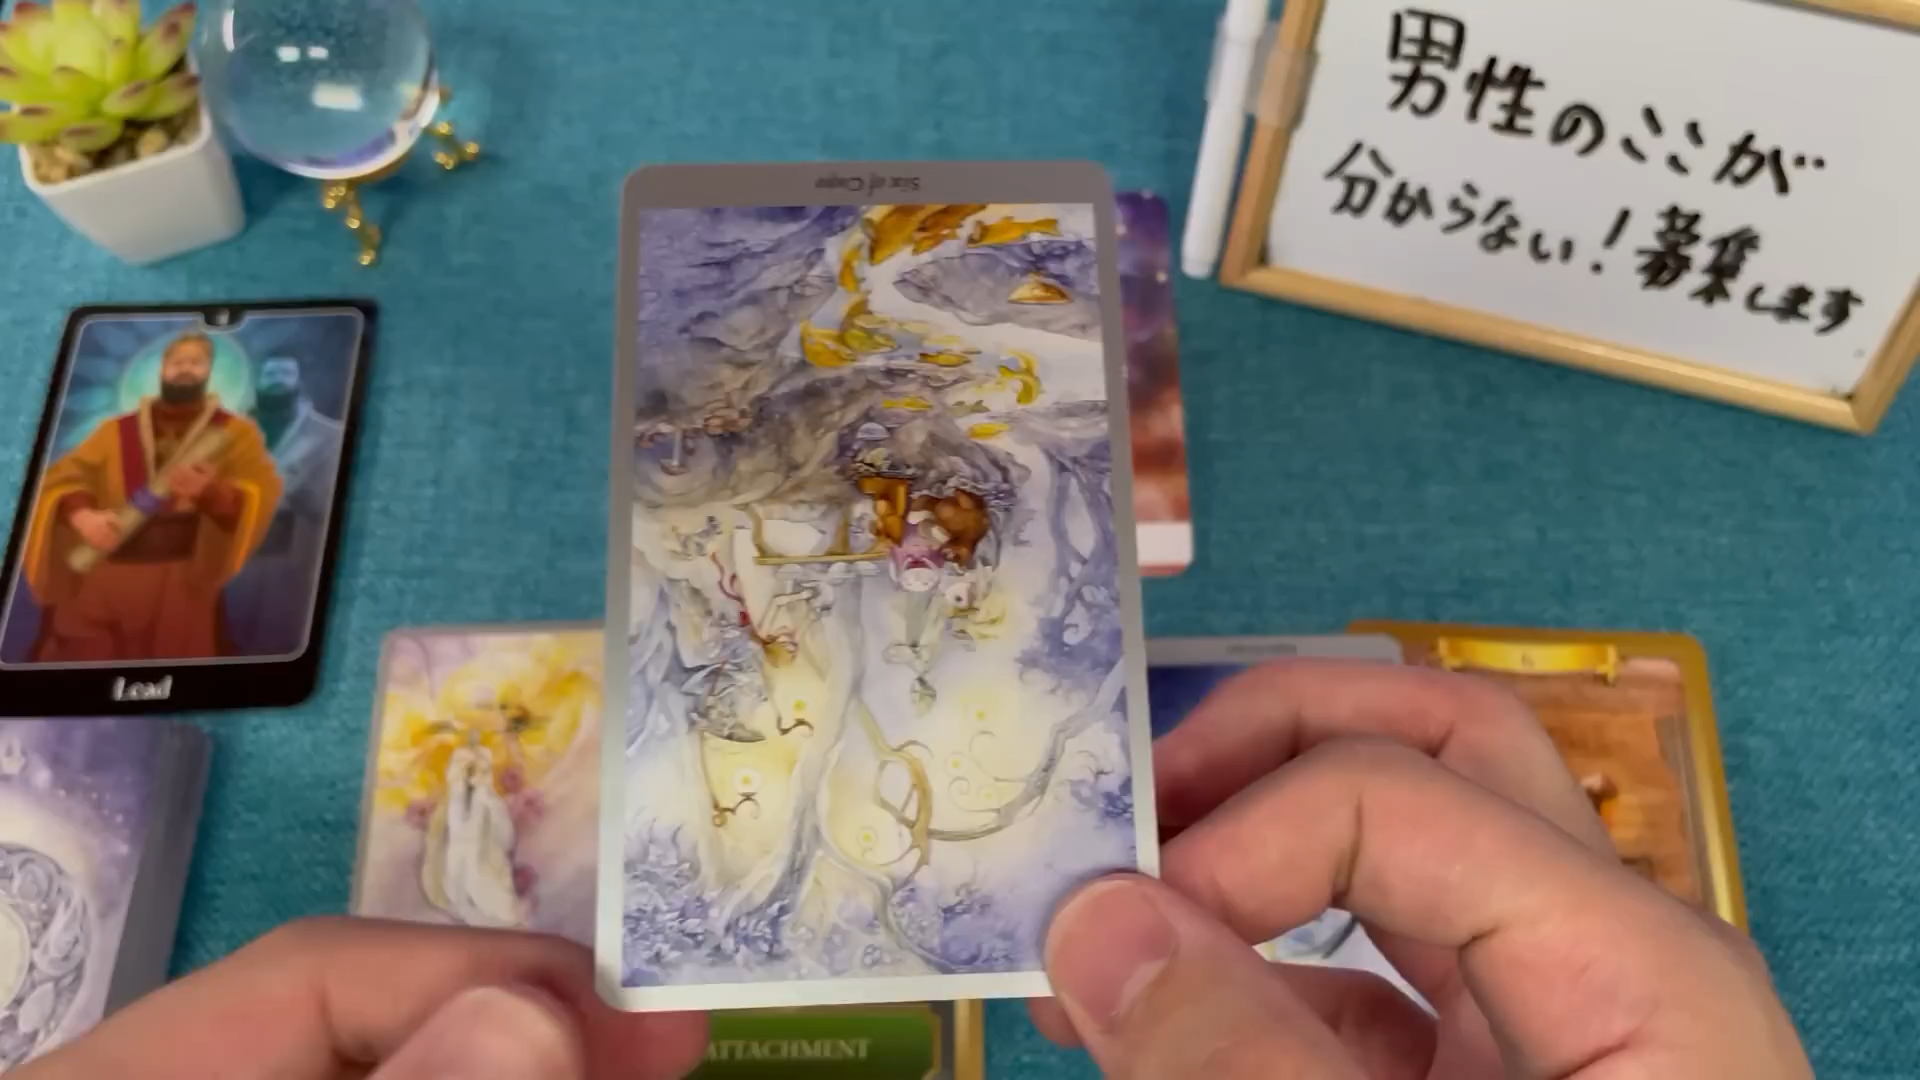 男性のここが
分からない!募集します
Six of Cups
Lead
ATTACHMENT